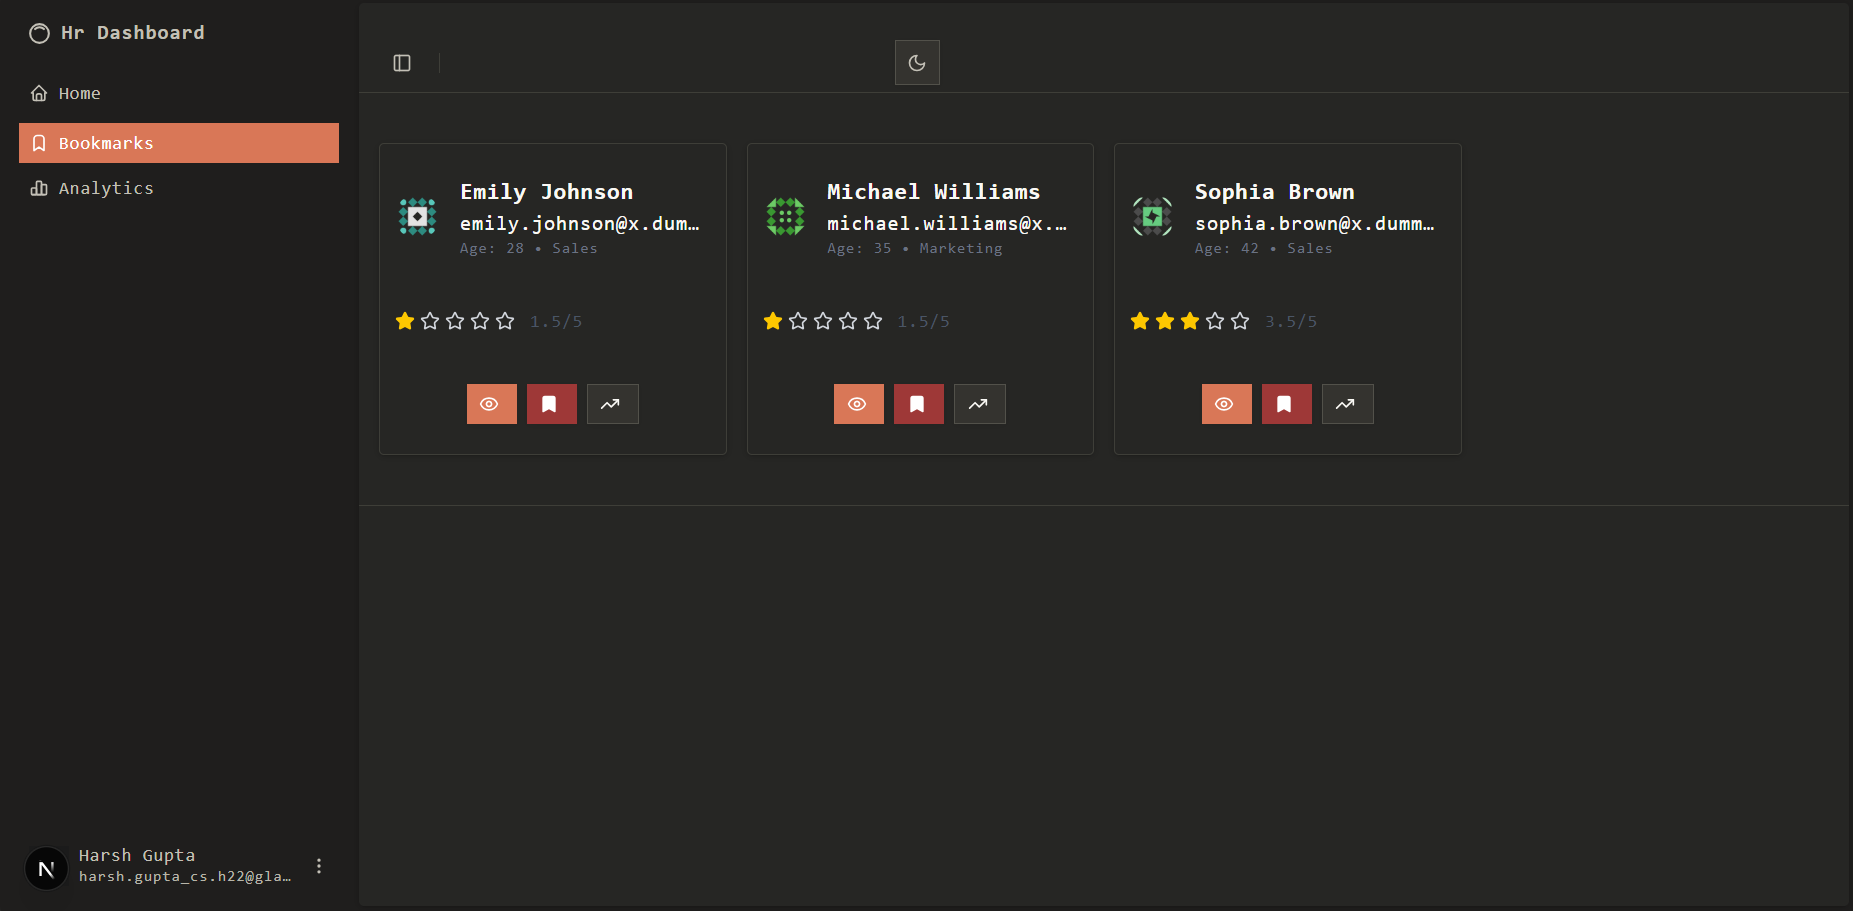 Hr Dashboard
Home
Bookmarks
Analytics
Emily Johnson
emily.johnson@x.dum…
Age: 28 • Sales
1.5/5
Michael Williams
michael.williams@x.…
Age: 35 • Marketing
1.5/5
Sophia Brown
sophia.brown@x.dumm…
Age: 42 • Sales
3.5/5
N
Harsh Gupta
harsh.gupta_cs.h22@gla…